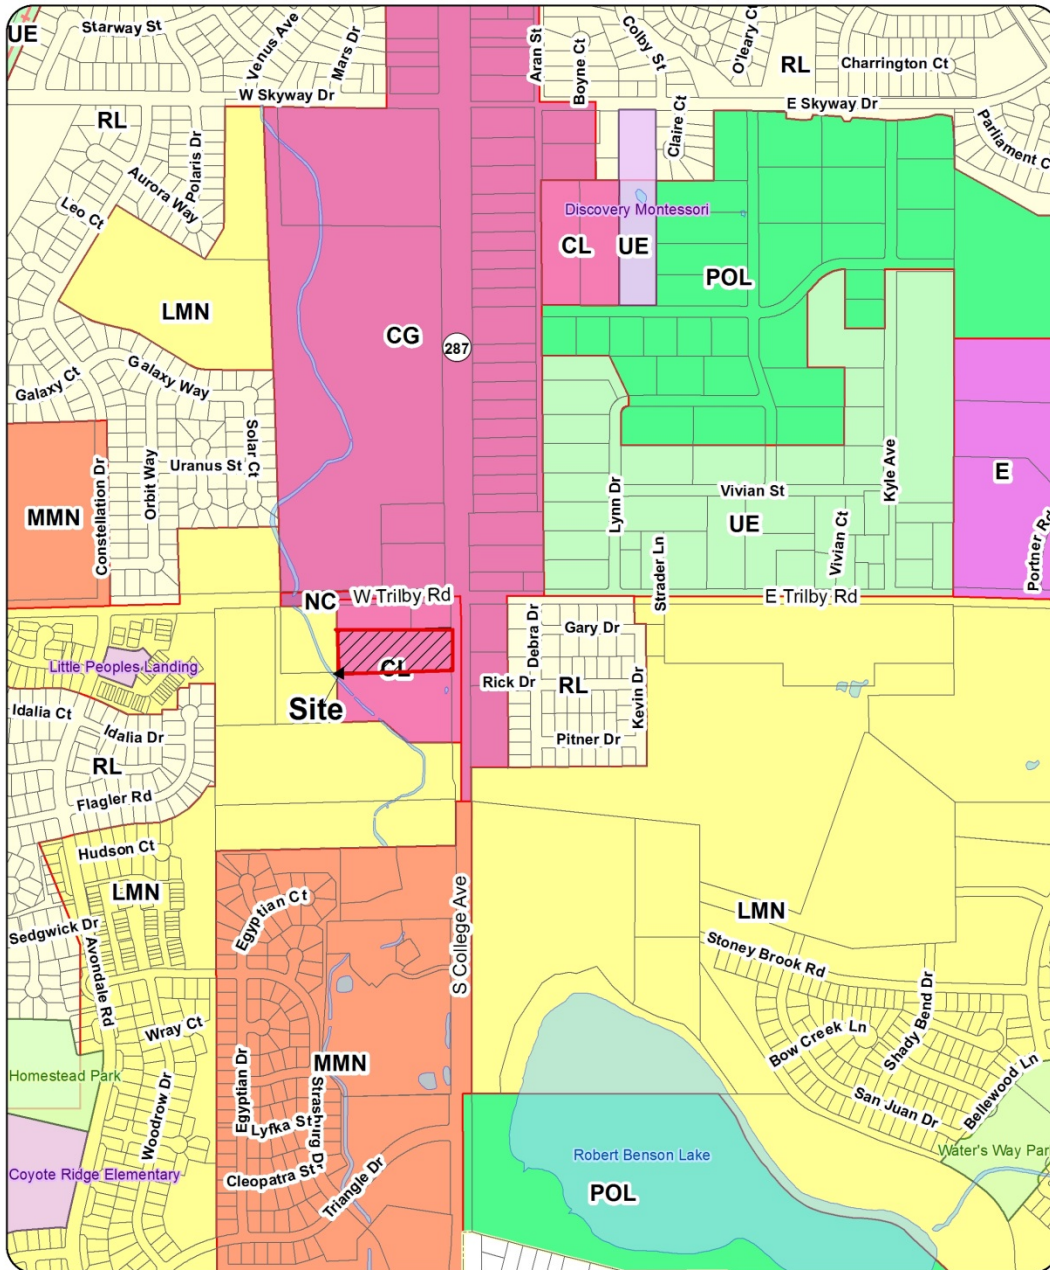 UE
Starway St
Venus Ave
Mars Dr
W Skyway Dr
Aran St
Boyne Ct
Colby St
O'leary Ct
RL
Charrington Ct
E Skyway Dr
Claire Ct
RL
Polaris Dr
Aurora Way
Leo Ct
Discovery Montessori
CL
UE
POL
LMN
CG
287
Galaxy Ct
Galaxy Way
Solar Ct
Uranus St
Orbit Way
Constellation Dr
MMN
Lynn Dr
Vivian St
Kyle Ave
UE
Vivian Ct
Strader Ln
E
Portner Rd
NC
W Trilby Rd
E Trilby Rd
Debra Dr
Gary Dr
Little Peoples Landing
CL
Rick Dr
RL
Kevin Dr
Site
Idalia Ct
Idalia Dr
Pitner Dr
RL
Flagler Rd
Hudson Ct
LMN
Egyptian Ct
S College Ave
LMN
Sedgwick Dr
Avondale Rd
Stoney Brook Rd
Shady Bend Dr
Bow Creek Ln
Wray Ct
MMN
Homestead Park
Egyptian Dr
Strasburg Dr
Bellewood Ln
San Juan Dr
Woodrow Dr
Lyfka St
Robert Benson Lake
Coyote Ridge Elementary
Cleopatra St
Triangle Dr
POL